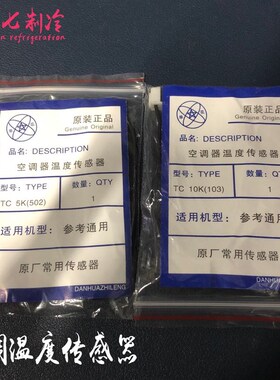 七制冷
refrigeration
原装正品
Genuine Original
品名: DESCRIPTION
空调器温度传感器
型号: TYPE 数量: QTY
TC 5K(502) 1
适用机型: 参考通用
原厂常用传感器
DANHUAZHILENG
原装正品
Genuine Original
品名: DESCRIPTION
空调器温度传感器
型号: TYPE 数量: QT
TC 10K(103) 1
适用机型: 参考通用
原厂常用传感器
DANHUAZHILENG
调温度传感器